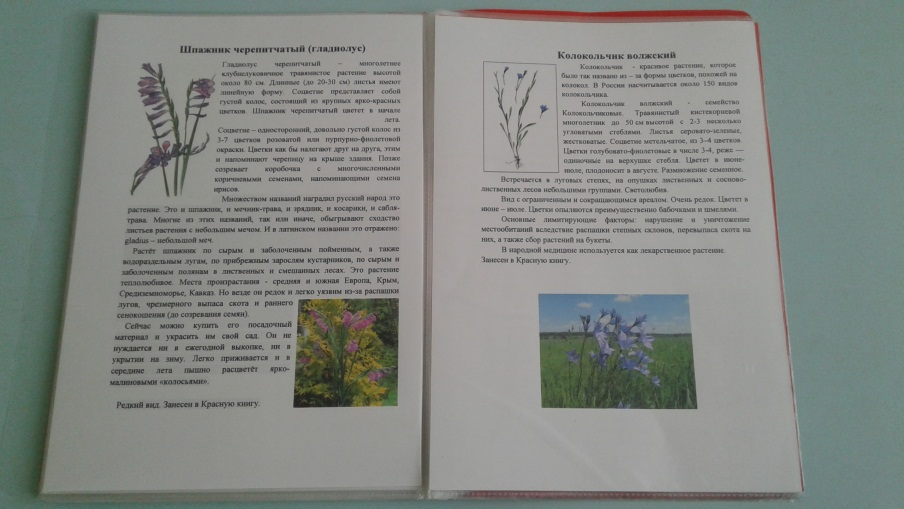 Шпажник черепитчатый (гладиолус)
Гладиолус черепитчатый – многолетнее
клубнелуковичное травянистое растение высотой
около 80 см. Длинные (до 20-30 см) листья имеют
линейную форму. Соцветие представляет собой
густой колос, состоящий из крупных ярко-красных
цветков. Шпажник черепитчатый цветет в начале
лета.
Соцветие – односторонний, довольно густой колос из
3-7 цветков розоватой или пурпурно-фиолетовой
окраски. Цветки как бы налегают друг на друга, этим
и напоминают черепицу на крыше здания. Позже
созревает коробочка с многочисленными
коричневыми семенами, напоминающими семена
ирисов.
Множеством названий наградил русский народ это
растение. Это и шпажник, и мечник-трава, и зрядник, и косарики, и сабля-
трава. Многие из этих названий, так или иначе, обыгрывают сходство
листьев растения с небольшим мечом. И в латинском названии это отражено:
gladius – небольшой меч.
Растёт шпажник по сырым и заболоченным пойменным, а также
водораздельным лугам, по прибрежным зарослям кустарников, по сырым и
заболоченным полянам в лиственных и смешанных лесах. Это растение
теплолюбивое. Места произрастания - средняя и южная Европа, Крым,
Средиземноморье, Кавказ. Но везде он редок и легко уязвим из-за распашки
лугов, чрезмерного выпаса скота и раннего
сенокошения (до созревания семян).
Сейчас можно купить его посадочный
материал и украсить им свой сад. Он не
нуждается ни в ежегодной выкопке, ни в
укрытии на зиму. Легко приживается и в
середине лета пышно расцветёт ярко-
малиновыми «колосьями».
Редкий вид. Занесен в Красную книгу.
Колокольчик волжский
Колокольчик - красивое растение, которое
было так названо из – за формы цветков, похожей на
колокол. В России насчитывается около 150 видов
колокольчика.
Колокольчик волжский - семейство
Колокольчиковые. Травянистый кистекорневой
многолетник до 50 см высотой с 2-3 несколько
угловатыми стеблями. Листья серовато-зеленые,
жестковатые. Соцветие метельчатое, из 3–4 цветков.
Цветки голубовато-фиолетовые в числе 3-4, реже —
одиночные на верхушке стебля. Цветет в июне-
июле, плодоносит в августе. Размножение семенное.
Встречается в луговых степях, на опушках лиственных и сосново-
лиственных лесов небольшими группами. Светолюбив.
Вид с ограниченным и сокращающимся ареалом. Очень редок. Цветет в
июне – июле. Цветки опыляются преимущественно бабочками и шмелями.
Основные лимитирующие факторы: нарушение и уничтожение
местообитаний вследствие распашки степных склонов, перевыпаса скота на
них, а также сбор растений на букеты.
В народной медицине используется как лекарственное растение.
Занесен в Красную книгу.